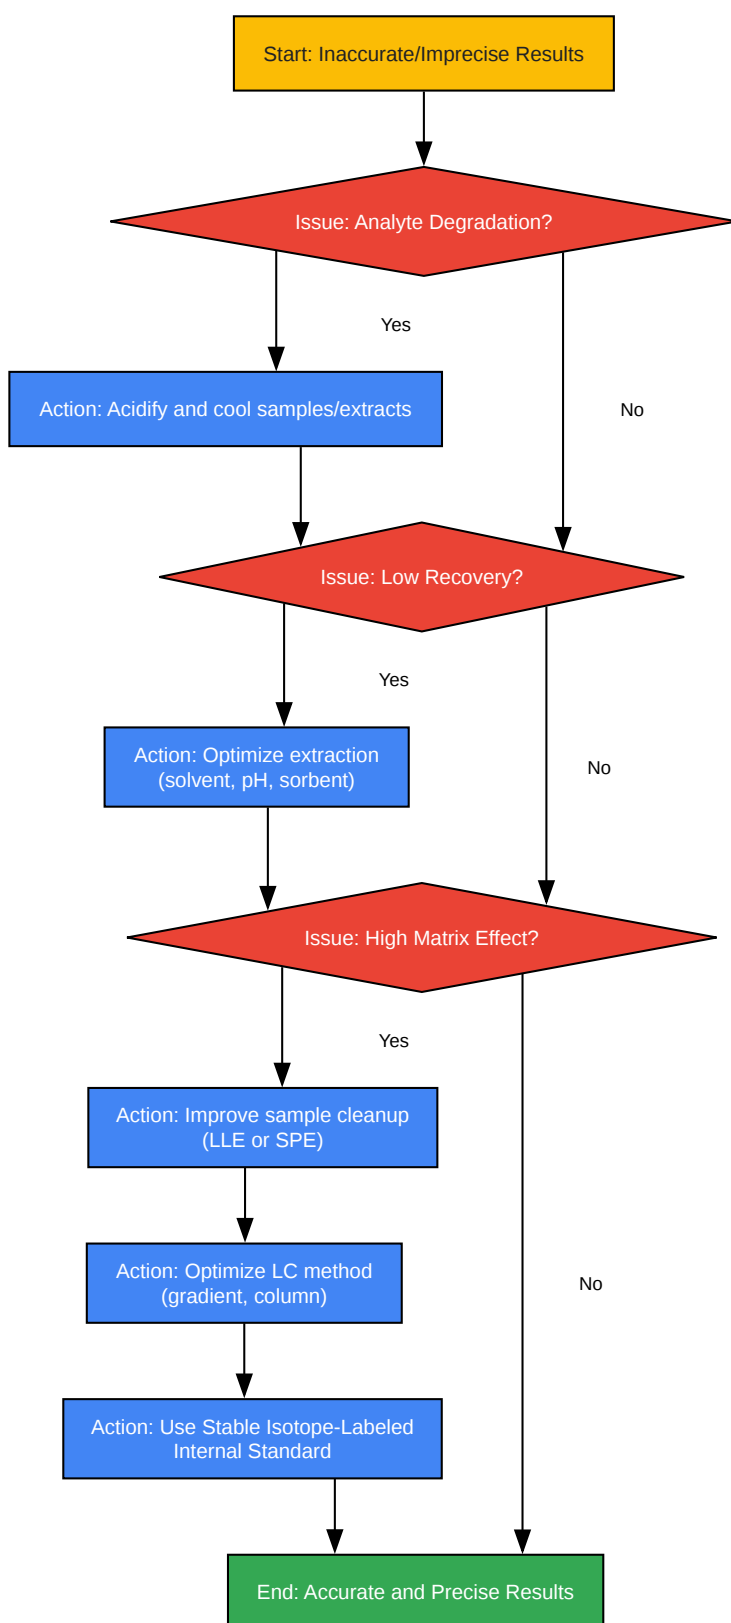 Start: Inaccurate/Imprecise Results
Issue: Analyte Degradation?
Yes
Action: Acidify and cool samples/extracts
No
Issue: Low Recovery?
Yes
Action: Optimize extraction
(solvent, pH, sorbent)
No
Issue: High Matrix Effect?
Yes
Action: Improve sample cleanup
(LLE or SPE)
Action: Optimize LC method
(gradient, column)
No
Action: Use Stable Isotope-Labeled
Internal Standard
End: Accurate and Precise Results